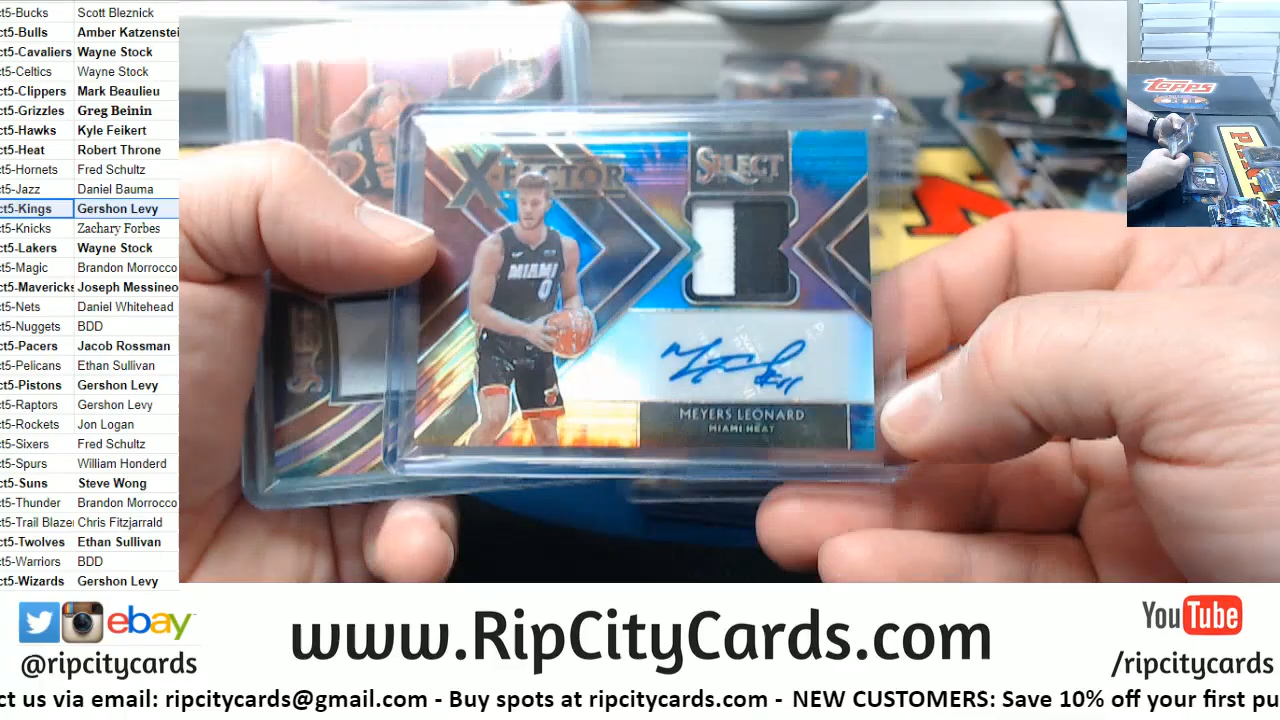 ct5-Bucks Scott Bleznick
ct5-Bulls Amber Katzenstei
ct5-Cavaliers Wayne Stock
ct5-Celtics Wayne Stock
ct5-Clippers Mark Beaulieu
ct5-Grizzles Greg Beinin
ct5-Hawks Kyle Feikert
ct5-Heat Robert Throne
ct5-Hornets Fred Schultz
ct5-Jazz Daniel Bauma
ct5-Kings Gershon Levy
ct5-Knicks Zachary Forbes
ct5-Lakers Wayne Stock
ct5-Magic Brandon Morrocco
ct5-Mavericks Joseph Messineo
ct5-Nets Daniel Whitehead
ct5-Nuggets BDD
ct5-Pacers Jacob Rossman
ct5-Pelicans Ethan Sullivan
ct5-Pistons Gershon Levy
ct5-Raptors Gershon Levy
ct5-Rockets Jon Logan
ct5-Sixers Fred Schultz
ct5-Spurs William Honderd
ct5-Suns Steve Wong
ct5-Thunder Brandon Morrocco
ct5-Trail Blaze Chris Fitzjarrald
ct5-Twolves Ethan Sullivan
ct5-Warriors BDD
ct5-Wizards Gershon Levy
X-FACTOR
SELECT
MIAMI
0
MEYERS LEONARD
MIAMI HEAT
SELECT
Topps
ebay
@ripcitycards
www.RipCityCards.com
YouTube
/ripcitycards
ct us via email: ripcitycards@gmail.com - Buy spots at ripcitycards.com - NEW CUSTOMERS: Save 10% off your first pu